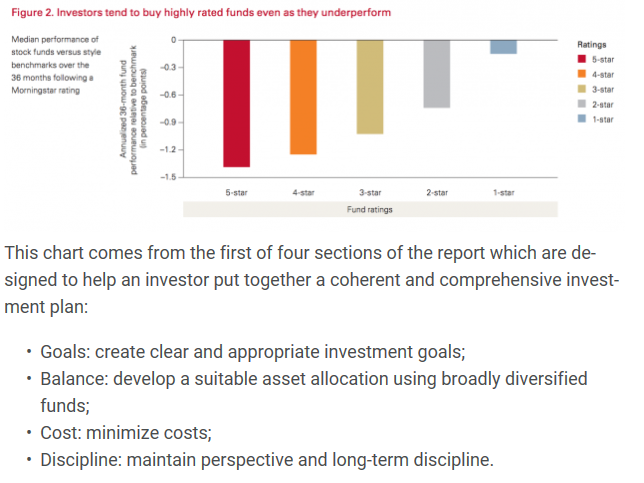 Figure 2. Investors tend to buy highly rated funds even as they underperform
Median performance of
stock funds versus style
benchmarks over the
36 months following a
Morningstar rating
Annualized 36-month fund
performance relative to benchmark
(in percentage points)
0
–0.3
–0.6
–0.9
–1.2
–1.5
5-star
4-star
3-star
2-star
1-star
Fund ratings
Ratings
5-star
4-star
3-star
2-star
1-star
This chart comes from the first of four sections of the report which are de-
signed to help an investor put together a coherent and comprehensive invest-
ment plan:
• Goals: create clear and appropriate investment goals;
• Balance: develop a suitable asset allocation using broadly diversified
funds;
• Cost: minimize costs;
• Discipline: maintain perspective and long-term discipline.